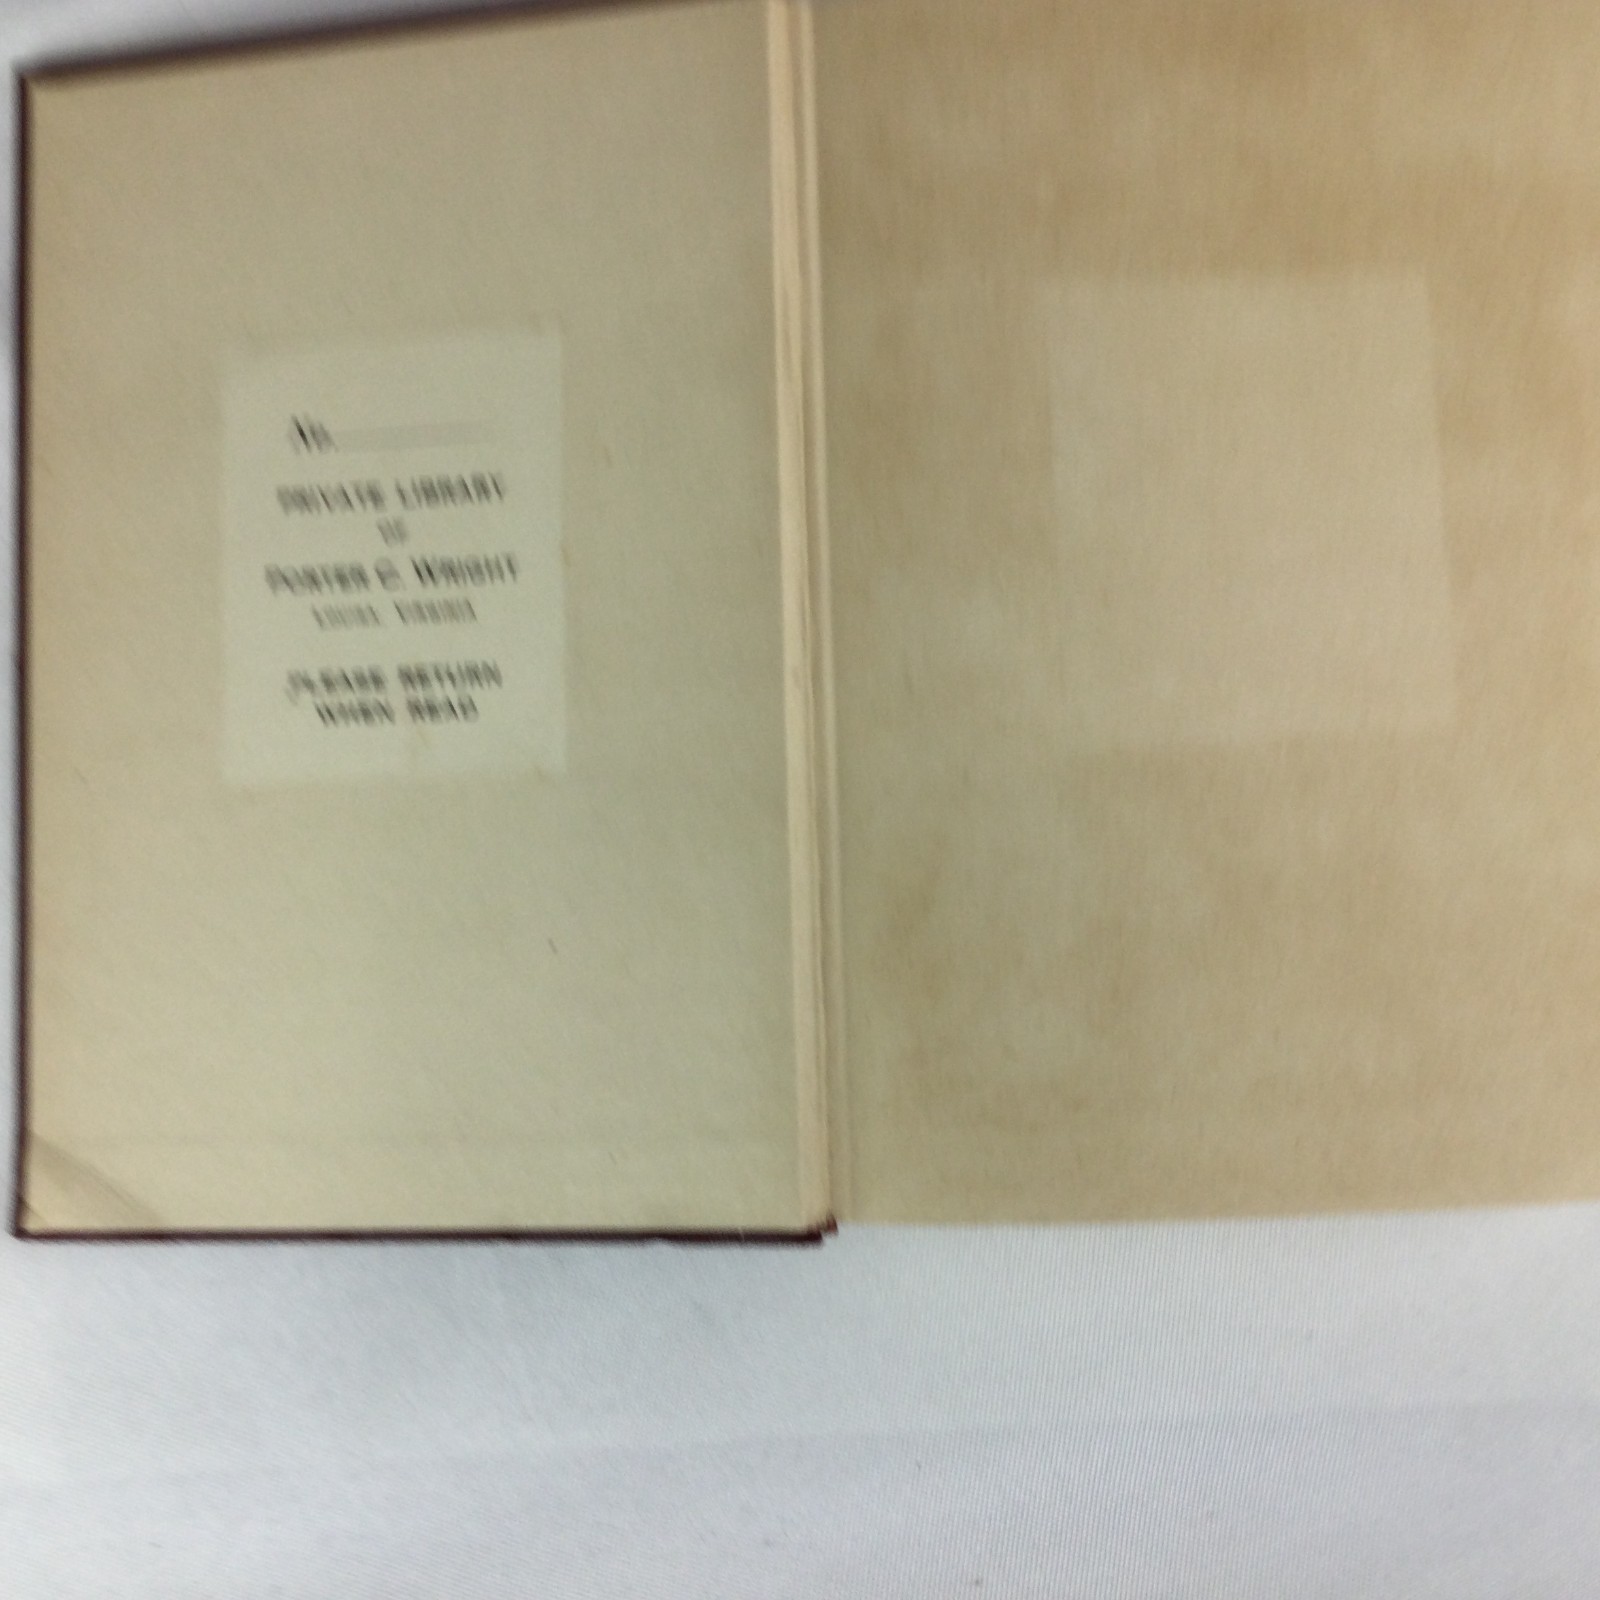 No.
PRIVATE LIBRARY
OF
PORTER C. WRIGHT
PLEASE RETURN
WHEN READ